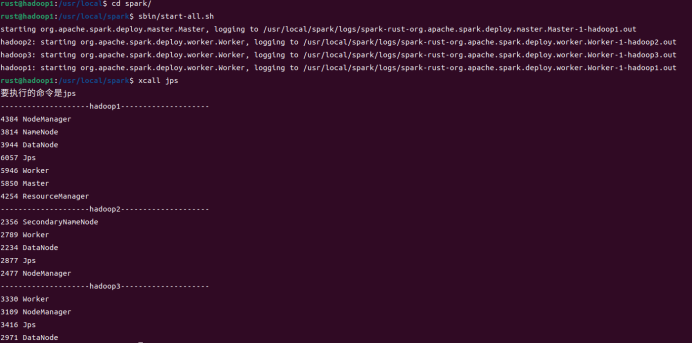 rust@hadoop1:/usr/local$ cd spark/
rust@hadoop1:/usr/local/spark$ sbin/start-all.sh
starting org.apache.spark.deploy.master.Master, logging to /usr/local/spark/logs/spark-rust-org.apache.spark.deploy.master.Master-1-hadoop1.out
hadoop2: starting org.apache.spark.deploy.worker.Worker, logging to /usr/local/spark/logs/spark-rust-org.apache.spark.deploy.worker.Worker-1-hadoop2.out
hadoop3: starting org.apache.spark.deploy.worker.Worker, logging to /usr/local/spark/logs/spark-rust-org.apache.spark.deploy.worker.Worker-1-hadoop3.out
hadoop1: starting org.apache.spark.deploy.worker.Worker, logging to /usr/local/spark/logs/spark-rust-org.apache.spark.deploy.worker.Worker-1-hadoop1.out
rust@hadoop1:/usr/local/spark$ xcall jps
要执行的命令是jps
--------------------hadoop1--------------------
4384 NodeManager
3814 NameNode
3944 DataNode
6057 Jps
5946 Worker
5850 Master
4254 ResourceManager
--------------------hadoop2--------------------
2356 SecondaryNameNode
2789 Worker
2234 DataNode
2877 Jps
2477 NodeManager
--------------------hadoop3--------------------
3330 Worker
3109 NodeManager
3416 Jps
2971 DataNode